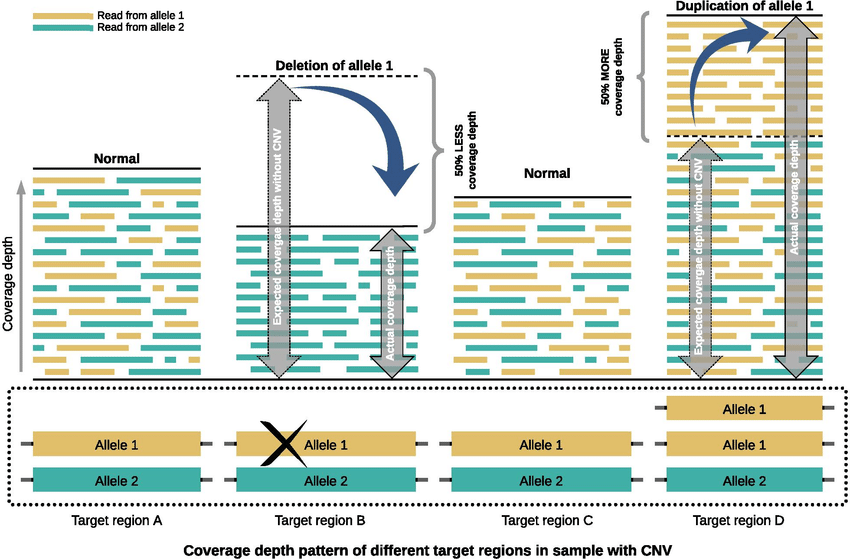 Read from allele 1
Read from allele 2
Duplication of allele 1
Deletion of allele 1
50% MORE
coverage depth
50% LESS
coverage depth
Normal
Normal
Coverage depth
Expected covergae depth without CNV
Actual coverage depth
Expected covergae depth without CNV
Actual coverage depth
Allele 1
Allele 1
Allele 1
Allele 1
Allele 1
Allele 2
Allele 2
Allele 2
Allele 2
Target region A
Target region B
Target region C
Target region D
Coverage depth pattern of different target regions in sample with CNV